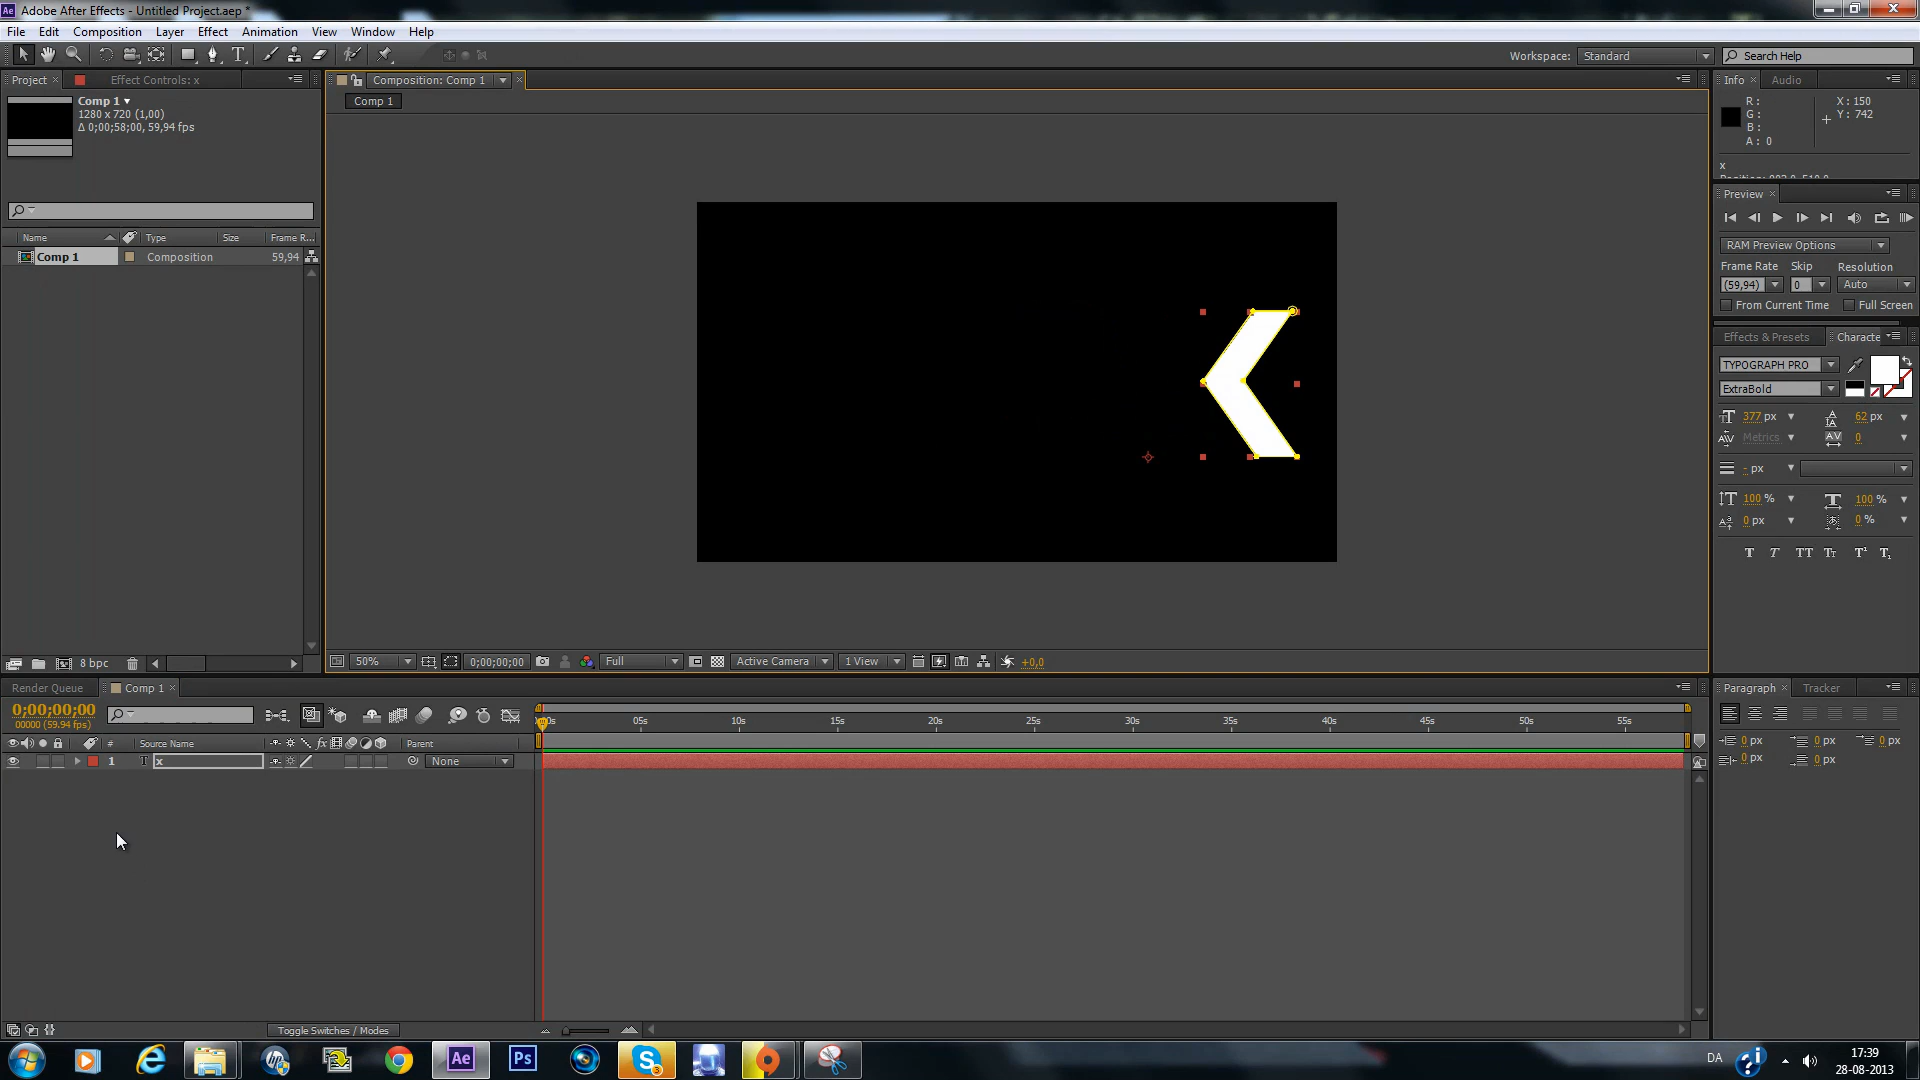 Adobe After Effects - Untitled Project.aep *
File Edit Composition Layer Effect Animation View Window Help
Workspace: Standard Search Help
Project Effect Controls: x Composition: Comp 1 Info Audio
Comp 1
1280 x 720 (1,00)
Δ 0;00;58;00, 59,94 fps
Comp 1
R :
G :
B :
A : 0
X : 150
Y : 742
x
Preview
RAM Preview Options
Frame Rate Skip Resolution
(59,94) 0 Auto
From Current Time Full Screen
Name Type Size Frame R...
Comp 1 Composition 59,94
Effects & Presets Characte
TYPOGRAPH PRO
ExtraBold
377 px 62 px
Metrics 0
- px
100 % 100 %
0 px 0 %
T T TT Tt T¹ T₁
8 bpc
50% 0;00;00;00 Full Active Camera 1 View +0,0
Render Queue Comp 1
0;00;00;00
00000 (59.94 fps)
05s 10s 15s 20s 25s 30s 35s 40s 45s 50s 55s
# Source Name fx Parent
1 T x None
Paragraph Tracker
0 px 0 px 0 px
0 px 0 px
Toggle Switches / Modes
Ae Ps
DA
17:39
28-08-2013